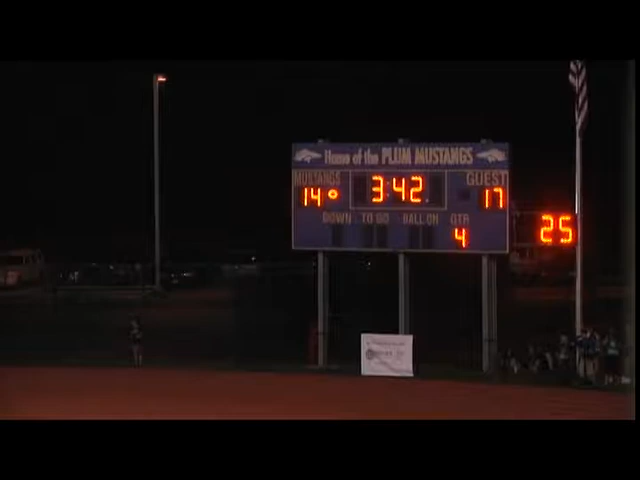 Home of the PLUM MUSTANGS
MUSTANGS 3:42 GUEST
14 17
DOWN TO GO BALL ON QTR
4
25